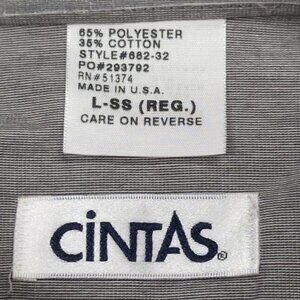 65% POLYESTER
35% COTTON
STYLE#682-32
PO#293792
RN#51374
MADE IN U.S.A.
L-SS (REG.)
CARE ON REVERSE
CiNTAS®